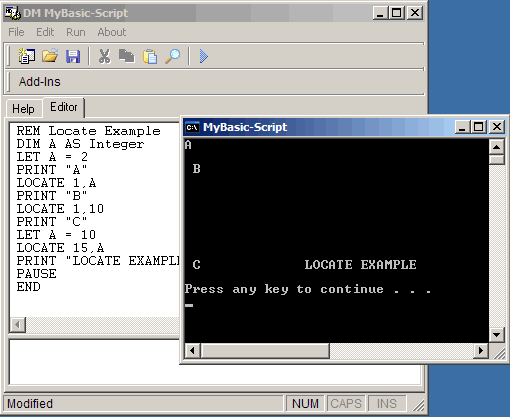 DM MyBasic-Script
File Edit Run About
Add-Ins
Help Editor
REM Locate Example
DIM A AS Integer
LET A = 2
PRINT "A"
LOCATE 1,A
PRINT "B"
LOCATE 1,10
PRINT "C"
LET A = 10
LOCATE 15,A
PRINT "LOCATE EXAMPLE
PAUSE
END
C:\ MyBasic-Script
A
B
C LOCATE EXAMPLE
Press any key to continue . . .
Modified NUM CAPS INS